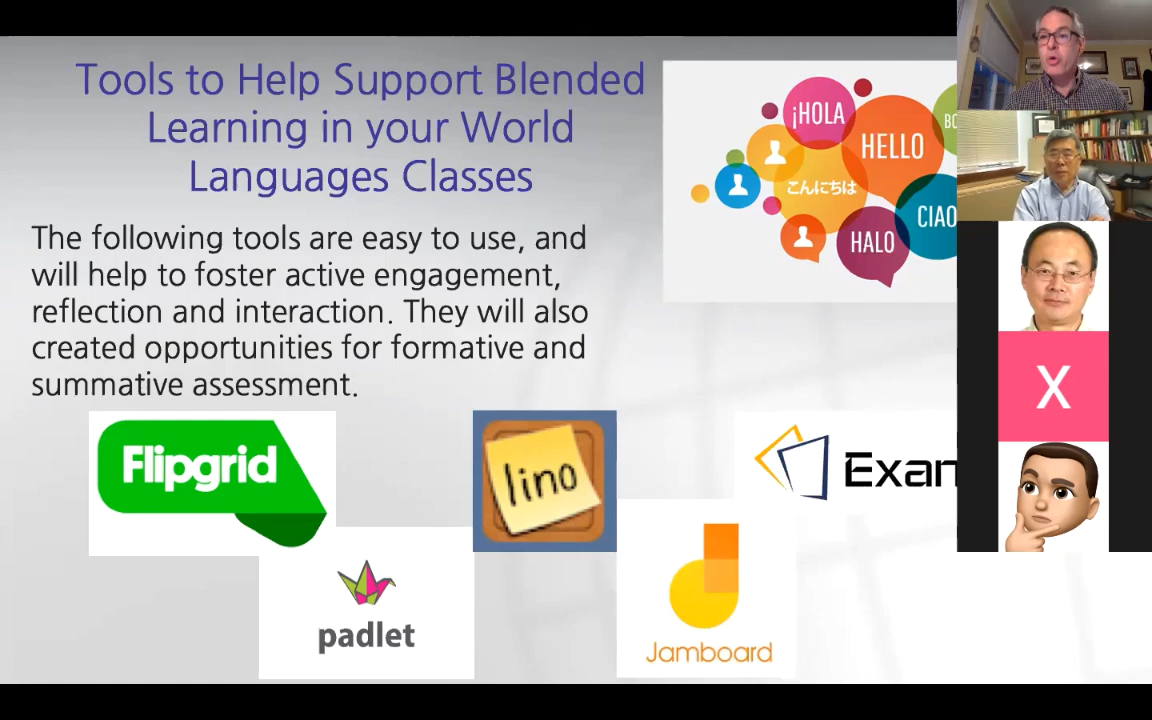 Tools to Help Support Blended
Learning in your World
Languages Classes
The following tools are easy to use, and
will help to foster active engagement,
reflection and interaction. They will also
created opportunities for formative and
summative assessment.
¡HOLA
HELLO
こんにちは
CIAO
HALO
Flipgrid
lino
padlet
Jamboard
X